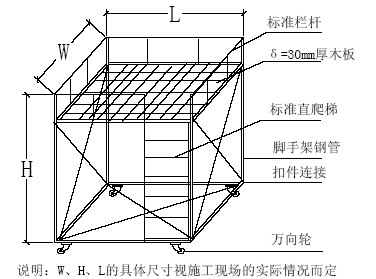 L
W
H
标准栏杆
δ=30mm厚木板
标准直爬梯
脚手架钢管
扣件连接
万向轮
说明：W、H、L的具体尺寸视施工现场的实际情况而定